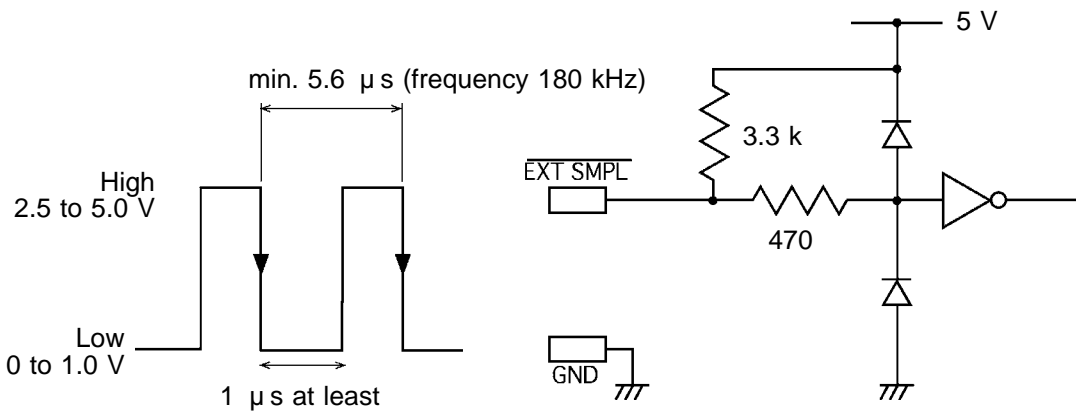 min. 5.6 μs (frequency 180 kHz)
High
2.5 to 5.0 V
Low
0 to 1.0 V
1 μs at least
5 V
3.3 k
EXT SMPL
470
GND